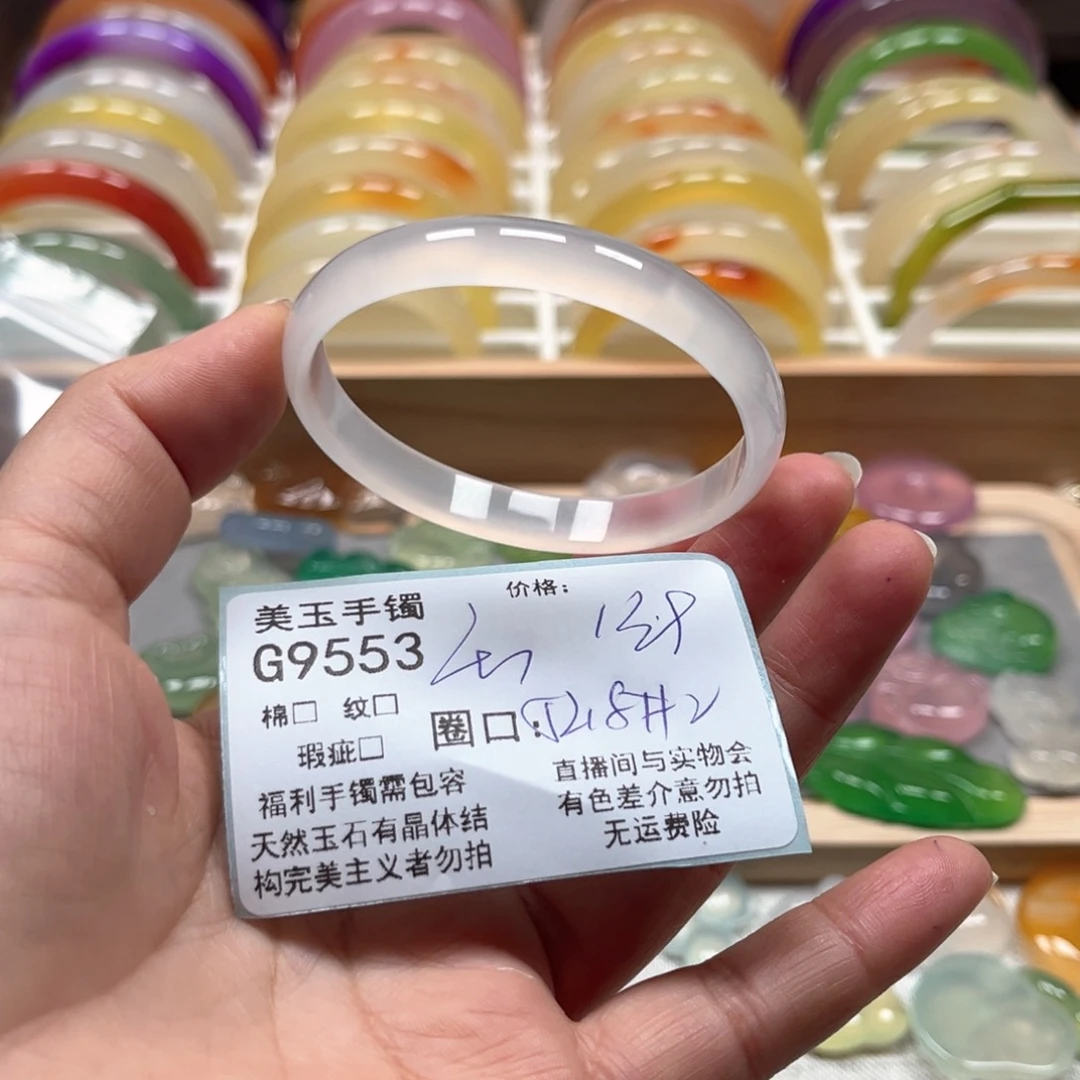 美玉手镯
价格:
G9553
棉□ 纹□
圈口:
瑕疵□
福利手镯需包容
天然玉石有晶体结
构完美主义者勿拍
直播间与实物会
有色差介意勿拍
无运费险